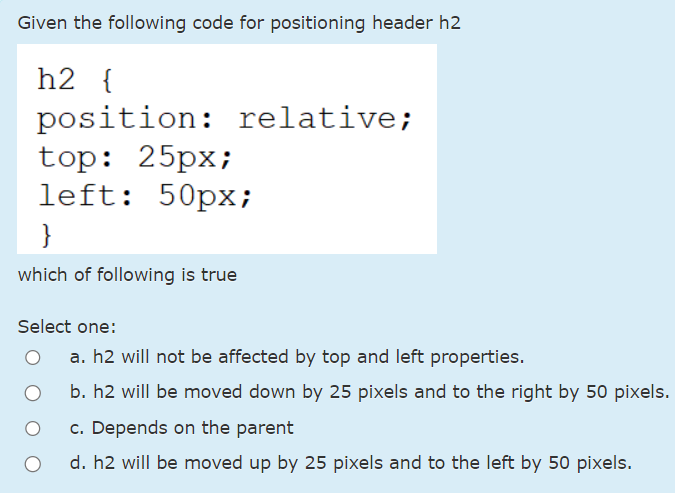 Given the following code for positioning header h2
h2 {
position: relative;
top: 25px;
left: 50px;
}
which of following is true
Select one:
a. h2 will not be affected by top and left properties.
b. h2 will be moved down by 25 pixels and to the right by 50 pixels.
c. Depends on the parent
d. h2 will be moved up by 25 pixels and to the left by 50 pixels.